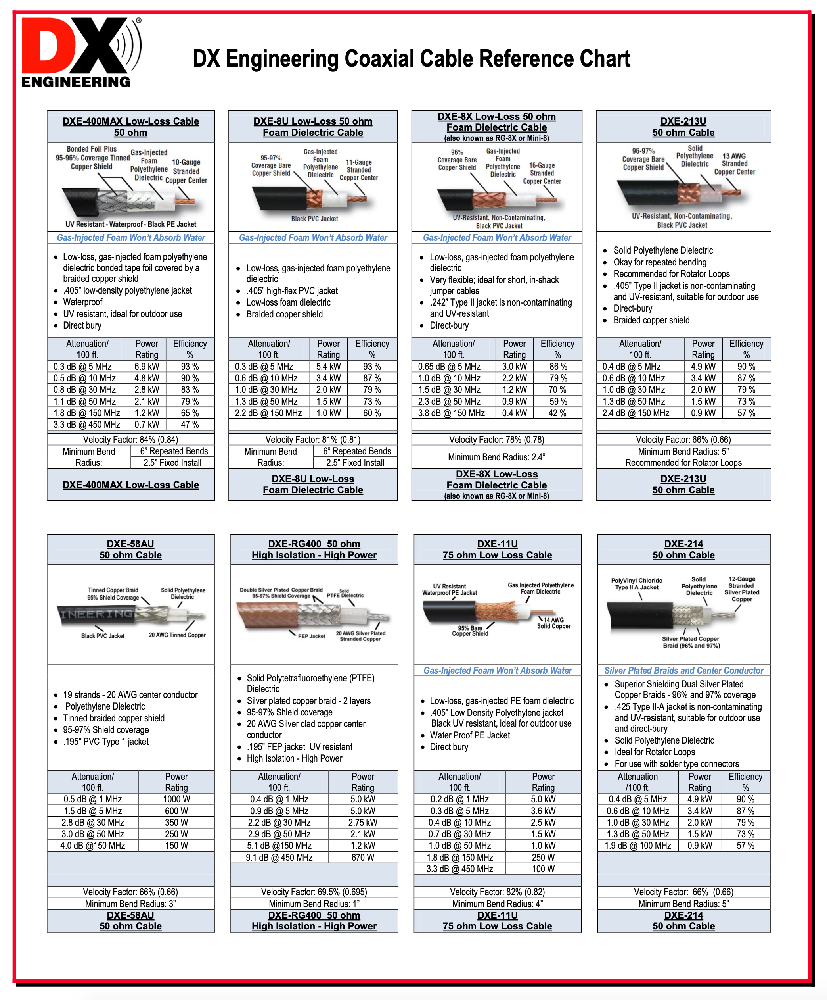 DX®
ENGINEERING
DX Engineering Coaxial Cable Reference Chart
DXE-400MAX Low-Loss Cable
50 ohm
Bonded Foil Plus
95-96% Coverage Tinned
Copper Shield
Gas-Injected
Foam
Polyethylene
Dielectric
10-Gauge
Stranded
Copper Center
UV Resistant - Waterproof - Black PE Jacket
Gas-Injected Foam Won’t Absorb Water
• Low-loss, gas-injected foam polyethylene
dielectric bonded tape foil covered by a
braided copper shield
• .405” low-density polyethylene jacket
• Waterproof
• UV resistant, ideal for outdoor use
• Direct bury
Attenuation/
100 ft.
Power
Rating
Efficiency
%
0.3 dB @ 5 MHz 6.9 kW 93 %
0.5 dB @ 10 MHz 4.8 kW 90 %
0.8 dB @ 30 MHz 2.8 kW 83 %
1.1 dB @ 50 MHz 2.1 kW 79 %
1.8 dB @ 150 MHz 1.2 kW 65 %
3.3 dB @ 450 MHz 0.7 kW 47 %
Velocity Factor: 84% (0.84)
Minimum Bend
Radius:
6” Repeated Bends
2.5” Fixed Install
DXE-400MAX Low-Loss Cable
DXE-8U Low-Loss 50 ohm
Foam Dielectric Cable
95-97%
Coverage Bare
Copper Shield
Gas-Injected
Foam
Polyethylene
Dielectric
11-Gauge
Stranded
Copper Center
Black PVC Jacket
Gas-Injected Foam Won’t Absorb Water
• Low-loss, gas-injected foam polyethylene
dielectric
• .405” high-flex PVC jacket
• Low-loss foam dielectric
• Braided copper shield
Attenuation/
100 ft.
Power
Rating
Efficiency
%
0.3 dB @ 5 MHz 5.4 kW 93 %
0.6 dB @ 10 MHz 3.4 kW 87 %
1.0 dB @ 30 MHz 2.0 kW 79 %
1.3 dB @ 50 MHz 1.5 kW 73 %
2.2 dB @ 150 MHz 1.0 kW 60 %
Velocity Factor: 81% (0.81)
Minimum Bend
Radius:
6” Repeated Bends
2.5” Fixed Install
DXE-8U Low-Loss
Foam Dielectric Cable
DXE-8X Low-Loss 50 ohm
Foam Dielectric Cable
(also known as RG-8X or Mini-8)
96%
Coverage Bare
Copper Shield
Gas-Injected
Foam
Polyethylene
Dielectric
16-Gauge
Stranded
Copper Center
UV-Resistant, Non-Contaminating,
Black PVC Jacket
Gas-Injected Foam Won’t Absorb Water
• Low-loss, gas-injected foam polyethylene
dielectric
• Very flexible; ideal for short, in-shack
jumper cables
• .242” Type II jacket is non-contaminating
and UV-resistant
• Direct-bury
Attenuation/
100 ft.
Power
Rating
Efficiency
%
0.65 dB @ 5 MHz 3.0 kW 86 %
1.0 dB @ 10 MHz 2.2 kW 79 %
1.5 dB @ 30 MHz 1.2 kW 70 %
2.3 dB @ 50 MHz 0.9 kW 59 %
3.8 dB @ 150 MHz 0.4 kW 42 %
Velocity Factor: 78% (0.78)
Minimum Bend Radius: 2.4”
DXE-8X Low-Loss
Foam Dielectric Cable
(also known as RG-8X or Mini-8)
DXE-213U
50 ohm Cable
96-97%
Coverage Bare
Copper Shield
Solid
Polyethylene
Dielectric
13 AWG
Stranded
Copper Center
UV-Resistant, Non-Contaminating,
Black PVC Jacket
• Solid Polyethylene Dielectric
• Okay for repeated bending
• Recommended for Rotator Loops
• .405” Type II jacket is non-contaminating
and UV-resistant, suitable for outdoor use
• Direct-bury
• Braided copper shield
Attenuation/
100 ft.
Power
Rating
Efficiency
%
0.4 dB @ 5 MHz 4.9 kW 90 %
0.6 dB @ 10 MHz 3.4 kW 87 %
1.0 dB @ 30 MHz 2.0 kW 79 %
1.3 dB @ 50 MHz 1.5 kW 73 %
2.4 dB @ 150 MHz 0.9 kW 57 %
Velocity Factor: 66% (0.66)
Minimum Bend Radius: 5”
Recommended for Rotator Loops
DXE-213U
50 ohm Cable
DXE-58AU
50 ohm Cable
Tinned Copper Braid
95% Shield Coverage
Solid Polyethylene
Dielectric
INEERING
Black PVC Jacket
20 AWG Tinned Copper
• 19 strands - 20 AWG center conductor
• Polyethylene Dielectric
• Tinned braided copper shield
• 95-97% Shield coverage
• .195” PVC Type 1 jacket
Attenuation/
100 ft.
Power
Rating
0.5 dB @ 1 MHz 1000 W
1.5 dB @ 5 MHz 600 W
2.8 dB @ 30 MHz 350 W
3.0 dB @ 50 MHz 250 W
4.0 dB @150 MHz 150 W
Velocity Factor: 66% (0.66)
Minimum Bend Radius: 3”
DXE-58AU
50 ohm Cable
DXE-RG400 50 ohm
High Isolation - High Power
Double Silver Plated Copper Braid
95-97% Shield Coverage
Solid
PTFE Dielectric
FEP Jacket
20 AWG Silver Plated
Stranded Copper
• Solid Polytetrafluoroethylene (PTFE)
Dielectric
• Silver plated copper braid - 2 layers
• 95-97% Shield coverage
• 20 AWG Silver clad copper center
conductor
• .195” FEP jacket UV resistant
• High Isolation - High Power
Attenuation/
100 ft.
Power
Rating
0.4 dB @ 1 MHz 5.0 kW
0.9 dB @ 5 MHz 5.0 kW
2.2 dB @ 30 MHz 2.75 kW
2.9 dB @ 50 MHz 2.1 kW
5.1 dB @150 MHz 1.2 kW
9.1 dB @ 450 MHz 670 W
Velocity Factor: 69.5% (0.695)
Minimum Bend Radius: 1”
DXE-RG400 50 ohm
High Isolation - High Power
DXE-11U
75 ohm Low Loss Cable
UV Resistant
Waterproof PE Jacket
Gas Injected Polyethylene
Foam Dielectric
95% Bare
Copper Shield
14 AWG
Solid Copper
Gas-Injected Foam Won’t Absorb Water
• Low-loss, gas-injected PE foam dielectric
• .405” Low Density Polyethylene jacket
Black UV resistant, ideal for outdoor use
• Water Proof PE Jacket
• Direct bury
Attenuation/
100 ft.
Power
Rating
0.2 dB @ 1 MHz 5.0 kW
0.3 dB @ 5 MHz 3.6 kW
0.4 dB @ 10 MHz 2.5 kW
0.7 dB @ 30 MHz 1.5 kW
1.0 dB @ 50 MHz 1.0 kW
1.8 dB @ 150 MHz 250 W
3.3 dB @ 450 MHz 100 W
Velocity Factor: 82% (0.82)
Minimum Bend Radius: 4”
DXE-11U
75 ohm Low Loss Cable
DXE-214
50 ohm Cable
PolyVinyl Chloride
Type II A Jacket
Solid
Polyethylene
Dielectric
12-Gauge
Stranded
Silver Plated
Copper
Silver Plated Copper
Braid (96% and 97%)
Silver Plated Braids and Center Conductor
• Superior Shielding Dual Silver Plated
Copper Braids - 96% and 97% coverage
• .425 Type II-A jacket is non-contaminating
and UV-resistant, suitable for outdoor use
and direct-bury
• Solid Polyethylene Dielectric
• Ideal for Rotator Loops
• For use with solder type connectors
Attenuation
/100 ft.
Power
Rating
Efficiency
%
0.4 dB @ 5 MHz 4.9 kW 90 %
0.6 dB @ 10 MHz 3.4 kW 87 %
1.0 dB @ 30 MHz 2.0 kW 79 %
1.3 dB @ 50 MHz 1.5 kW 73 %
1.9 dB @ 100 MHz 0.9 kW 57 %
Velocity Factor: 66% (0.66)
Minimum Bend Radius: 5”
DXE-214
50 ohm Cable